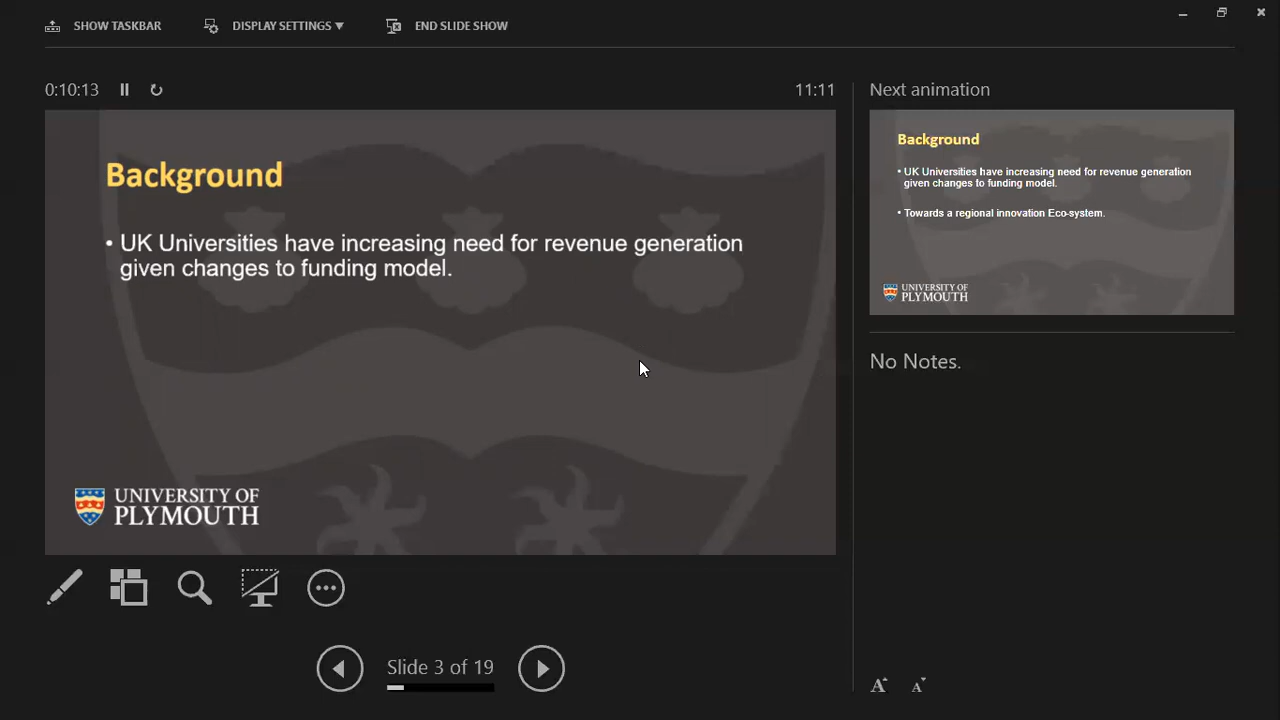 SHOW TASKBAR DISPLAY SETTINGS ▼ END SLIDE SHOW
0:10:13 11:11
Background
• UK Universities have increasing need for revenue generation
given changes to funding model.
UNIVERSITY OF
PLYMOUTH
Slide 3 of 19
Next animation
Background
• UK Universities have increasing need for revenue generation
given changes to funding model.
• Towards a regional innovation Eco-system.
UNIVERSITY OF
PLYMOUTH
No Notes.
A A